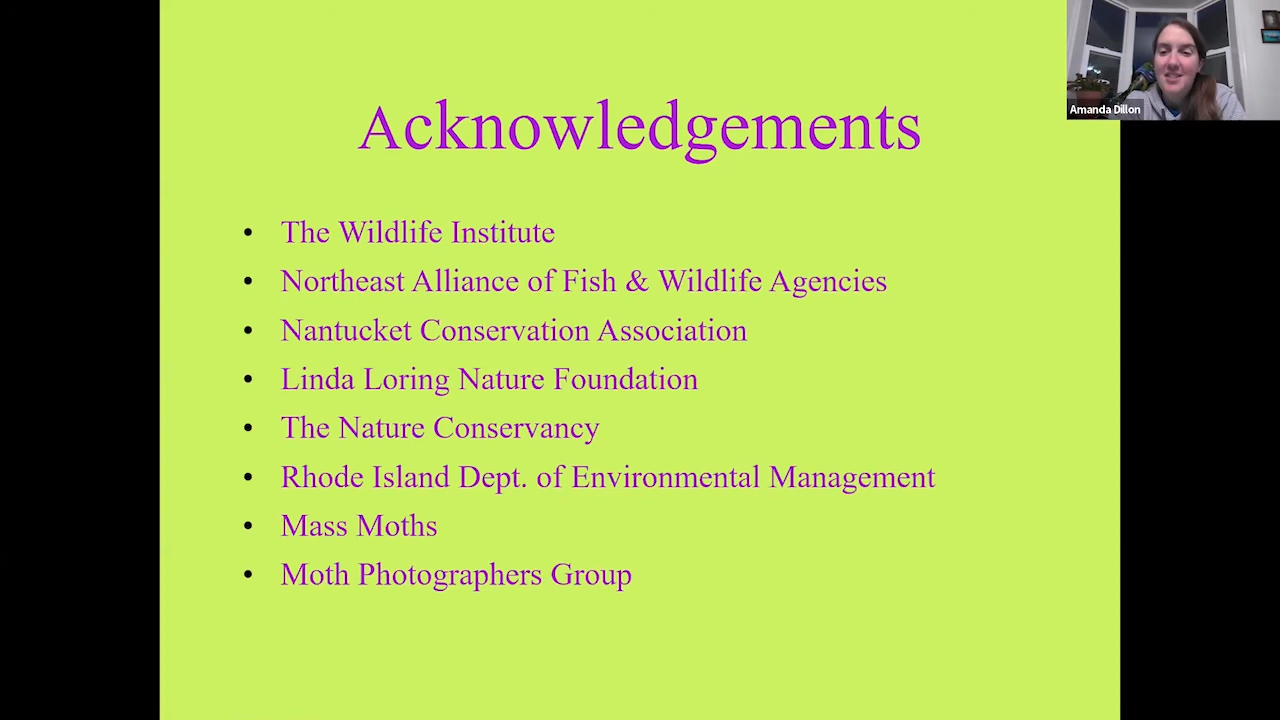 Acknowledgements
Amanda Dillon
• The Wildlife Institute
• Northeast Alliance of Fish & Wildlife Agencies
• Nantucket Conservation Association
• Linda Loring Nature Foundation
• The Nature Conservancy
• Rhode Island Dept. of Environmental Management
• Mass Moths
• Moth Photographers Group